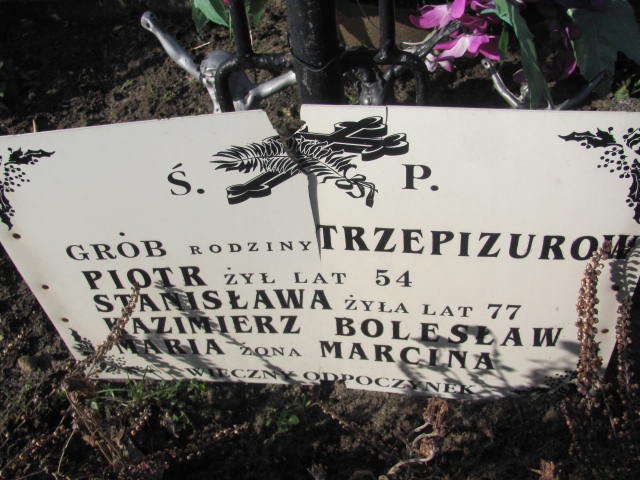 Ś. P.
GRÓB RODZINY TRZEPIZURÓW
PIOTR ŻYŁ LAT 54
STANISŁAWA ŻYŁA LAT 77
KAZIMIERZ BOLESŁAW
MARIA ŻONA MARCINA
WIECZNY ODPOCZYNEK